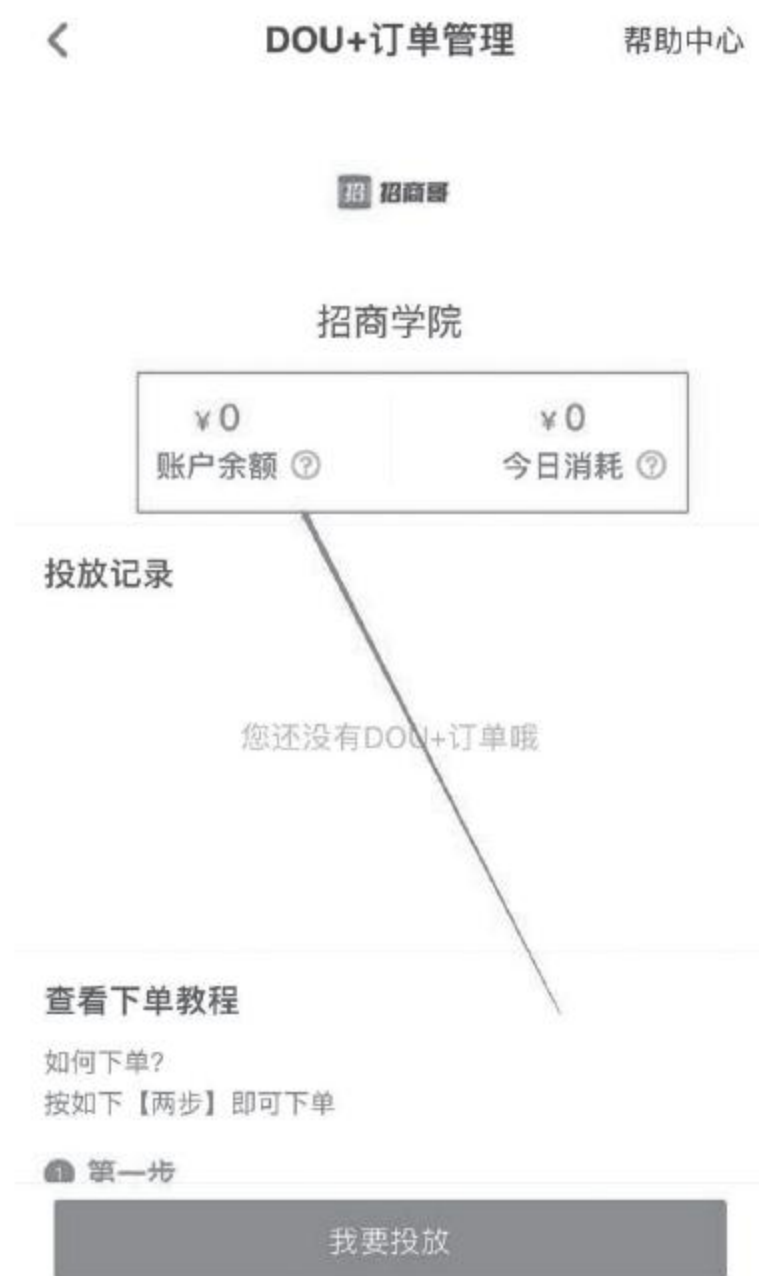 DOU+订单管理 帮助中心
招 招商哥
招商学院
¥0 ¥0
账户余额 ? 今日消耗 ?
投放记录
您还没有DOU+订单哦
查看下单教程
如何下单?
按如下【两步】即可下单
1 第一步
我要投放